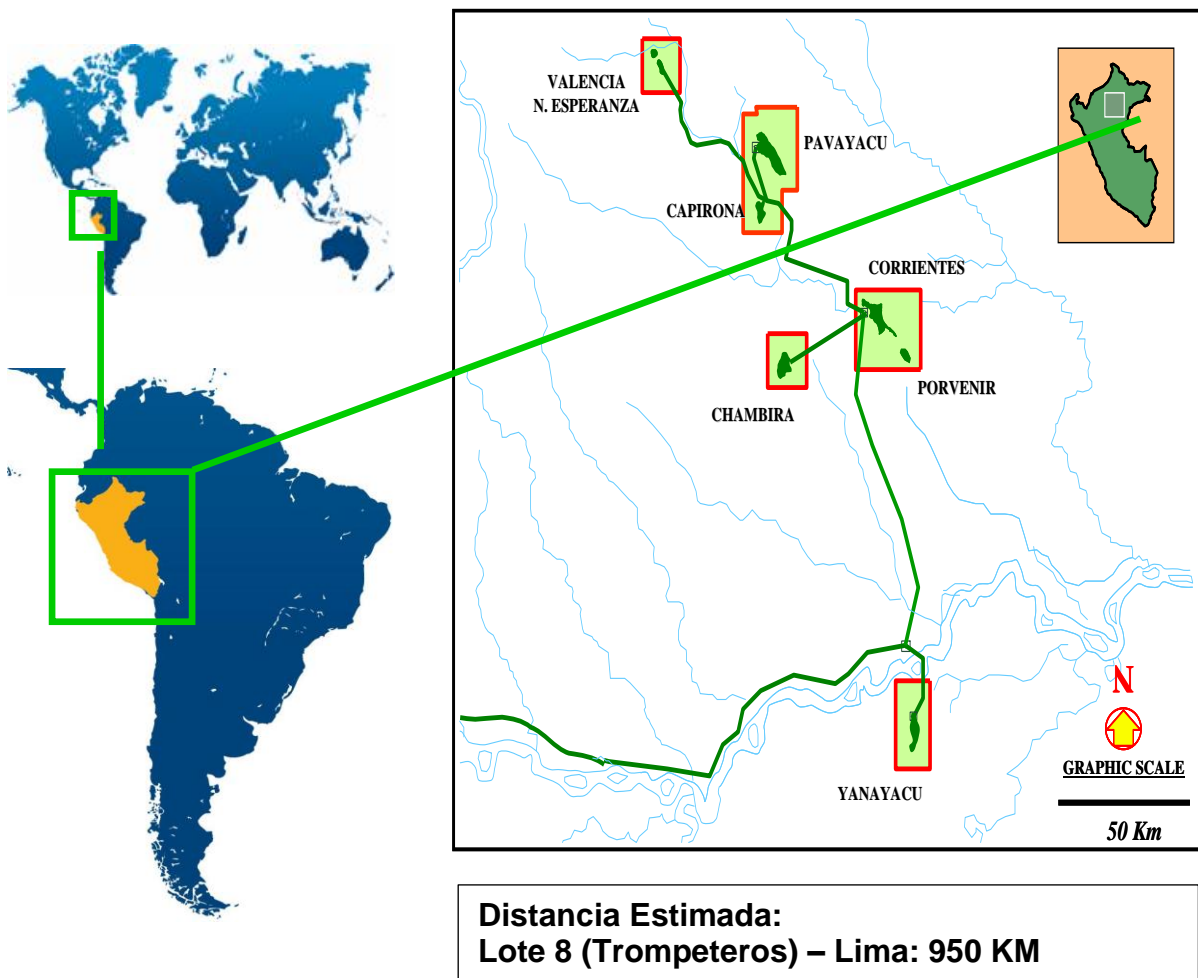 VALENCIA
N. ESPERANZA
PAVAYACU
CAPIRONA
CORRIENTES
PORVENIR
CHAMBIRA
N
GRAPHIC SCALE
YANAYACU
50 Km
Distancia Estimada:
Lote 8 (Trompeteros) – Lima: 950 KM